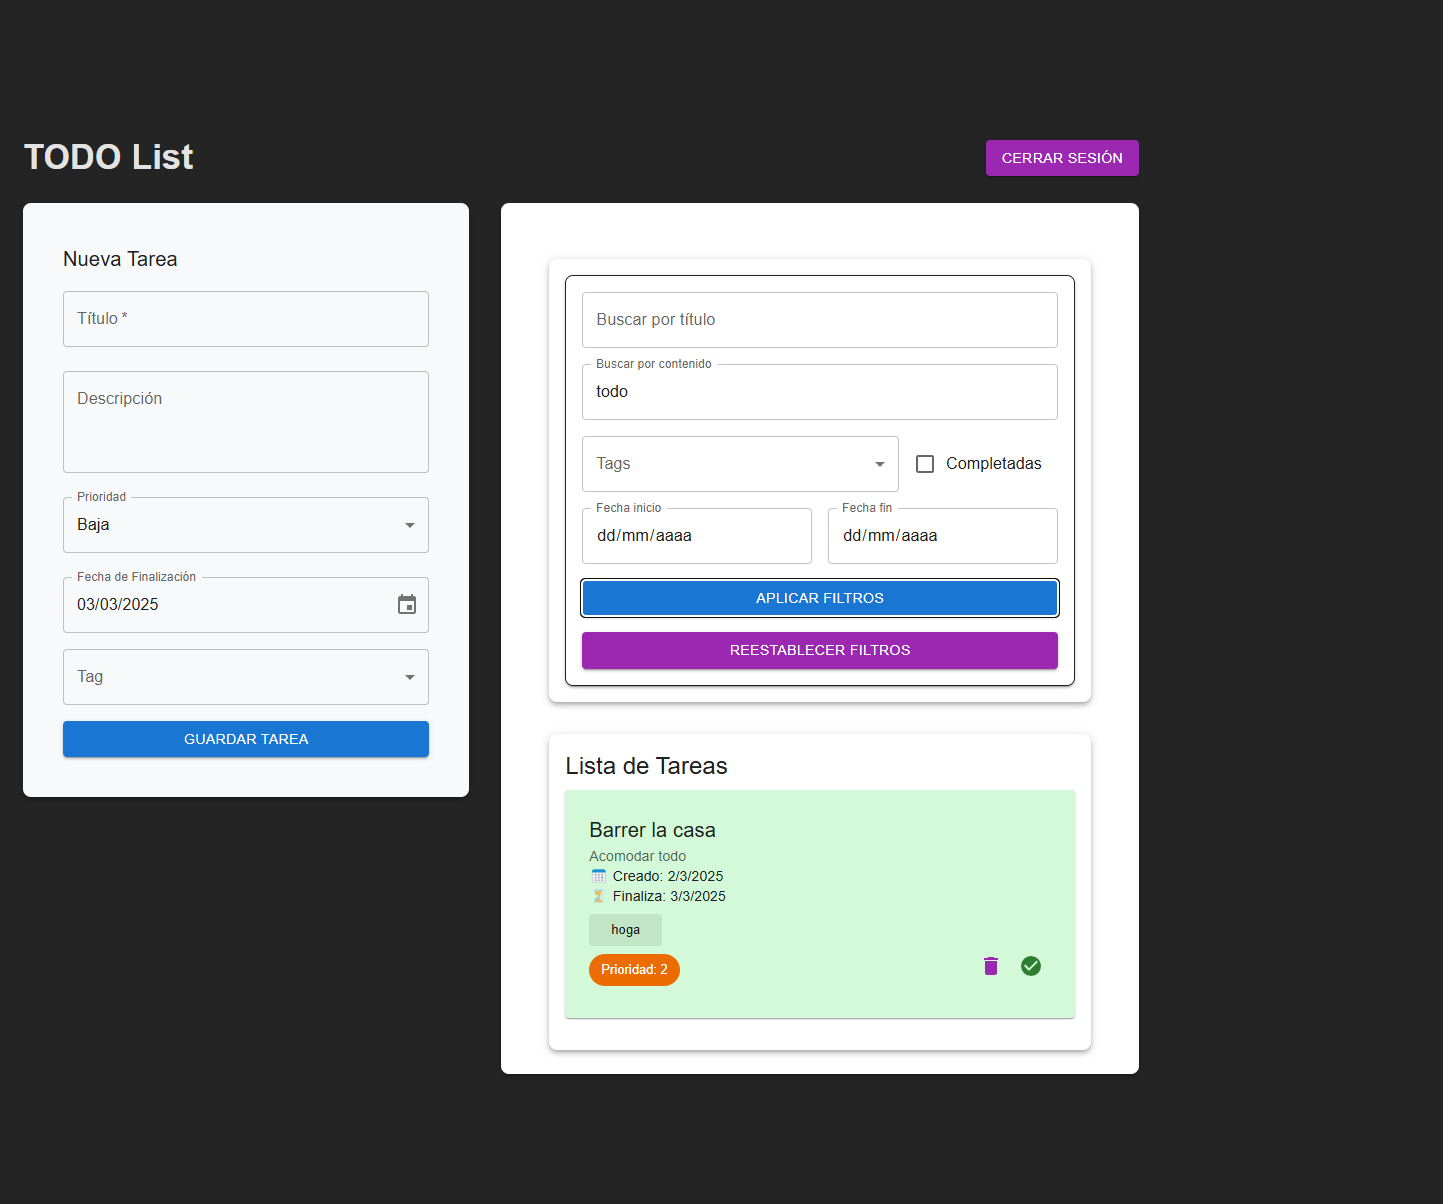 TODO List
CERRAR SESIÓN
Nueva Tarea
Título *
Descripción
Prioridad
Baja
Fecha de Finalización
03/03/2025
Tag
GUARDAR TAREA
Buscar por título
Buscar por contenido
todo
Tags
Completadas
Fecha inicio
dd/mm/aaaa
Fecha fin
dd/mm/aaaa
APLICAR FILTROS
REESTABLECER FILTROS
Lista de Tareas
Barrer la casa
Acomodar todo
Creado: 2/3/2025
Finaliza: 3/3/2025
hoga
Prioridad: 2